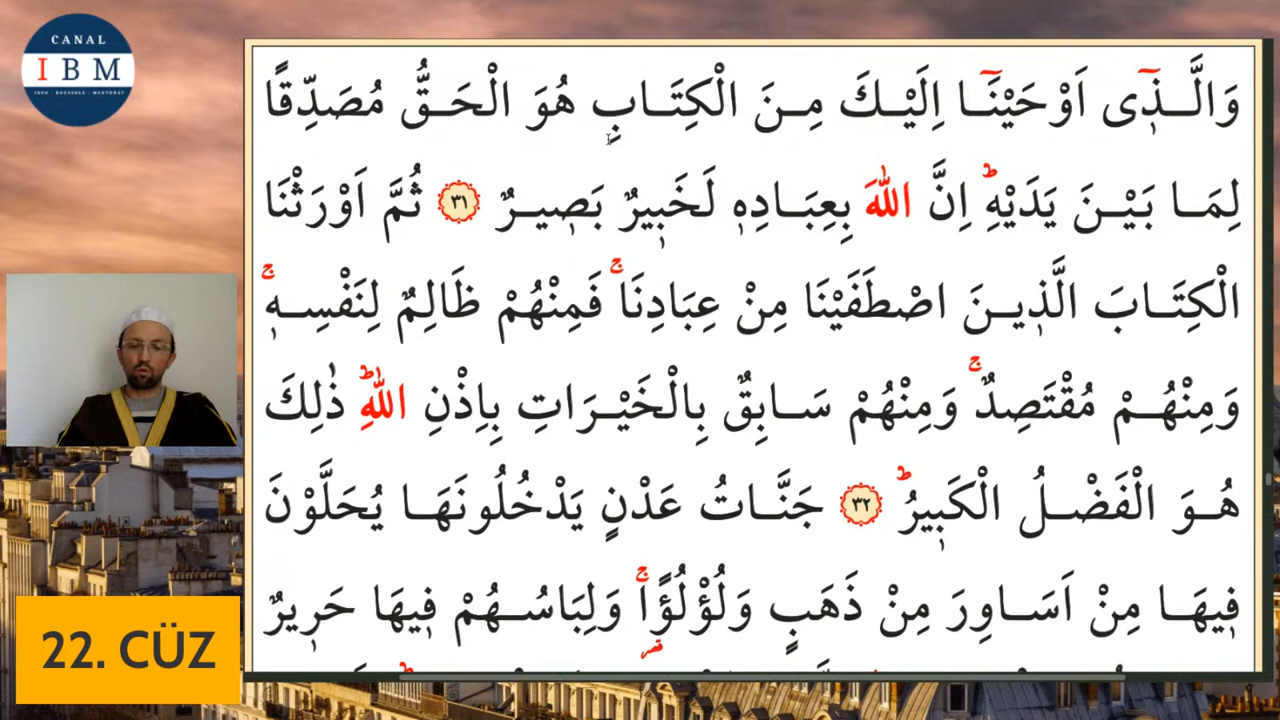 CANAL
IBM
وَالَّذ۪ٓى اَوْحَيْنَٓا اِلَيْكَ مِنَ الْكِتَابِ هُوَ الْحَقُّ مُصَدِّقًا
لِمَا بَيْنَ يَدَيْهِۜ اِنَّ اللّٰهَ بِعِبَادِه۪ لَخَب۪يرٌ بَص۪يرٌ ﴿٣١﴾ ثُمَّ اَوْرَثْنَا
الْكِتَابَ الَّذ۪ينَ اصْطَفَيْنَا مِنْ عِبَادِنَاۚ فَمِنْهُمْ ظَالِمٌ لِنَفْسِه۪ۚ
وَمِنْهُمْ مُقْتَصِدٌۚ وَمِنْهُمْ سَابِقٌ بِالْخَيْرَاتِ بِاِذْنِ اللّٰهِۜ ذٰلِكَ
هُوَ الْفَضْلُ الْكَب۪يرُۜ ﴿٣٢﴾ جَنَّاتُ عَدْنٍ يَدْخُلُونَهَا يُحَلَّوْنَ
ف۪يهَا مِنْ اَسَاوِرَ مِنْ ذَهَبٍ وَلُؤْلُؤًاۚ وَلِبَاسُهُمْ ف۪يهَا حَر۪يرٌ
قصر
22. CÜZ